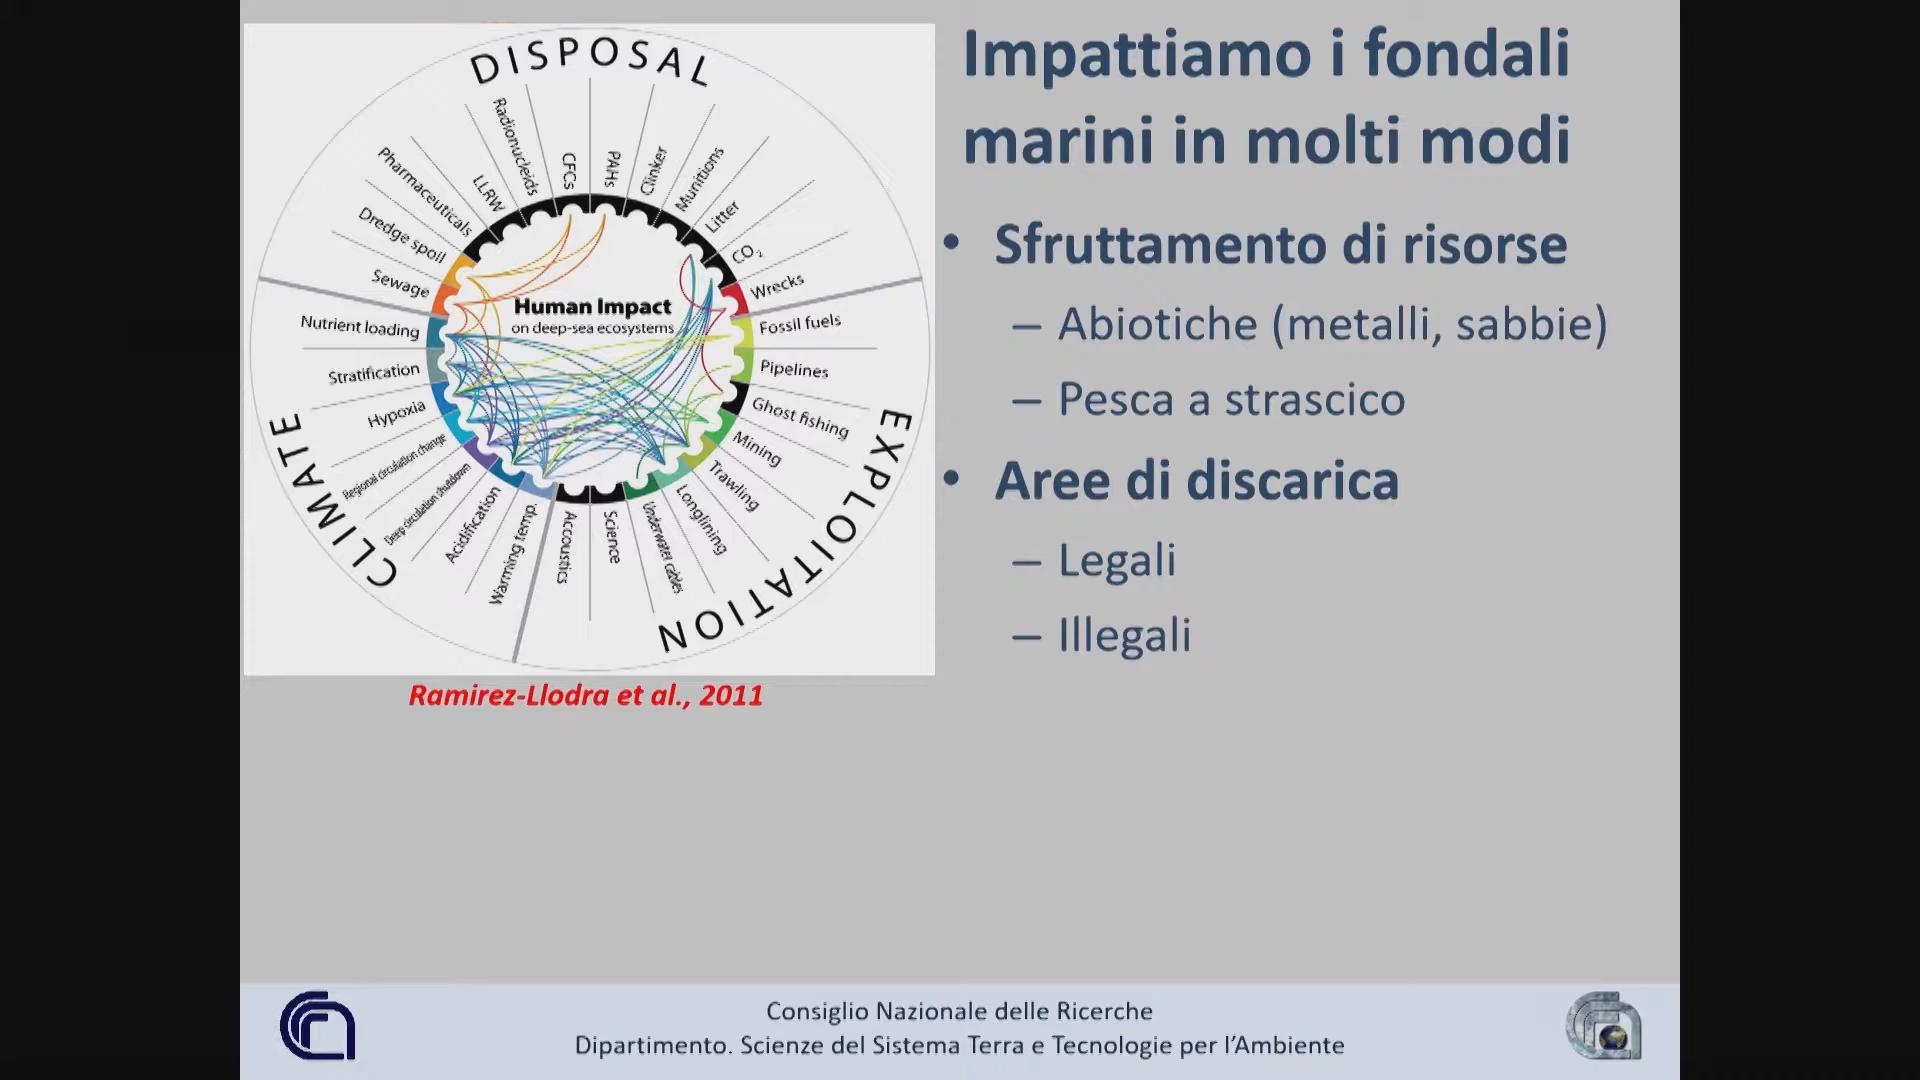 DISPOSAL
Radionucleids
CFCs
PAHs
Clinker
Munitions
Litter
CO₂
Wrecks
LLRW
Pharmaceuticals
Dredge spoil
Sewage
Nutrient loading
Stratification
Hypoxia
Regional circulation change
Deep circulation shutdown
Acidification
Warming temp.
CLIMATE
Human Impact
on deep-sea ecosystems
Fossil fuels
Pipelines
Ghost fishing
Mining
Trawling
Longlining
Underwater cables
Science
Accoustics
EXPLOITATION
Ramirez-Llodra et al., 2011
Impattiamo i fondali
marini in molti modi
• Sfruttamento di risorse
– Abiotiche (metalli, sabbie)
– Pesca a strascico
• Aree di discarica
– Legali
– Illegali
Consiglio Nazionale delle Ricerche
Dipartimento. Scienze del Sistema Terra e Tecnologie per l'Ambiente